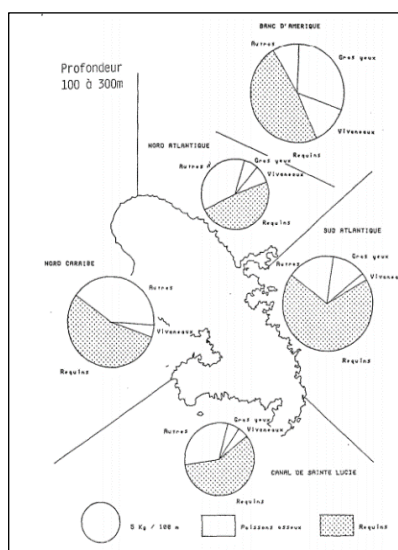 BANC D'AMERIQUE
Profondeur
100 à 300m
Autres
Gros yeux
Vivaneaux
Requins
NORD ATLANTIQUE
Autres
Gros yeux
Vivaneaux
Requins
SUD ATLANTIQUE
Autres
Gros yeux
Requins
NORD CARAIBE
Autres
Vivaneaux
Requins
Autres
Gros yeux
Vivaneaux
Requins
CANAL DE SAINTE LUCIE
Kg / 100 m
Poissons osseux
Requins